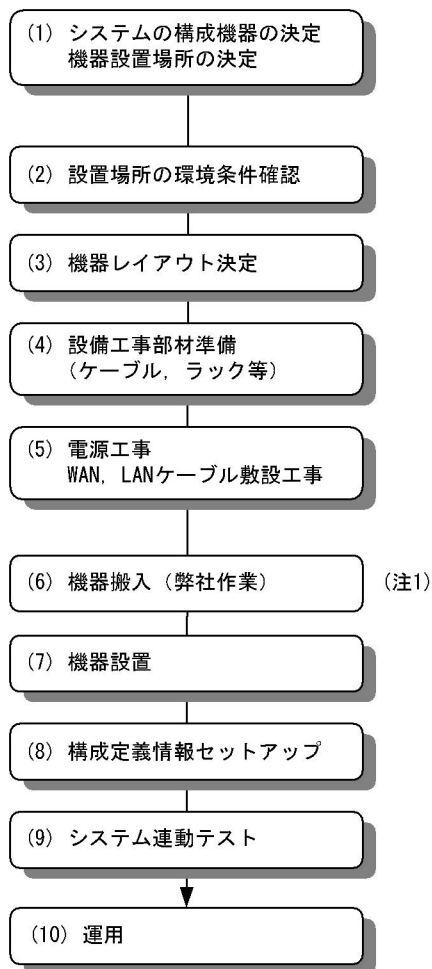 (1) システムの構成機器の決定
機器設置場所の決定
(2) 設置場所の環境条件確認
(3) 機器レイアウト決定
(4) 設備工事部材準備
(ケーブル, ラック等)
(5) 電源工事
WAN, LANケーブル敷設工事
(6) 機器搬入 (弊社作業) (注1)
(7) 機器設置
(8) 構成定義情報セットアップ
(9) システム連動テスト
(10) 運用